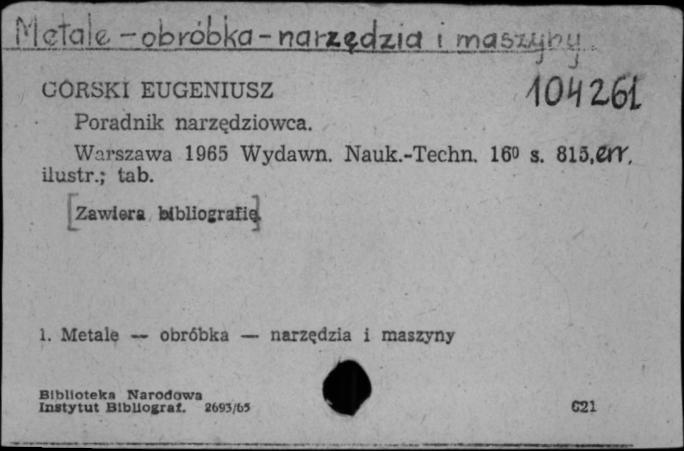 Metale - obróbka - narzędzia i maszyny
GÓRSKI EUGENIUSZ 104261
Poradnik narzędziowca.
Warszawa 1965 Wydawn. Nauk.-Techn. 16º s. 815, err.
ilustr.; tab.
[Zawiera bibliografię]
1. Metale — obróbka — narzędzia i maszyny
Biblioteka Narodowa
Instytut Bibliograf. 2693/65 621